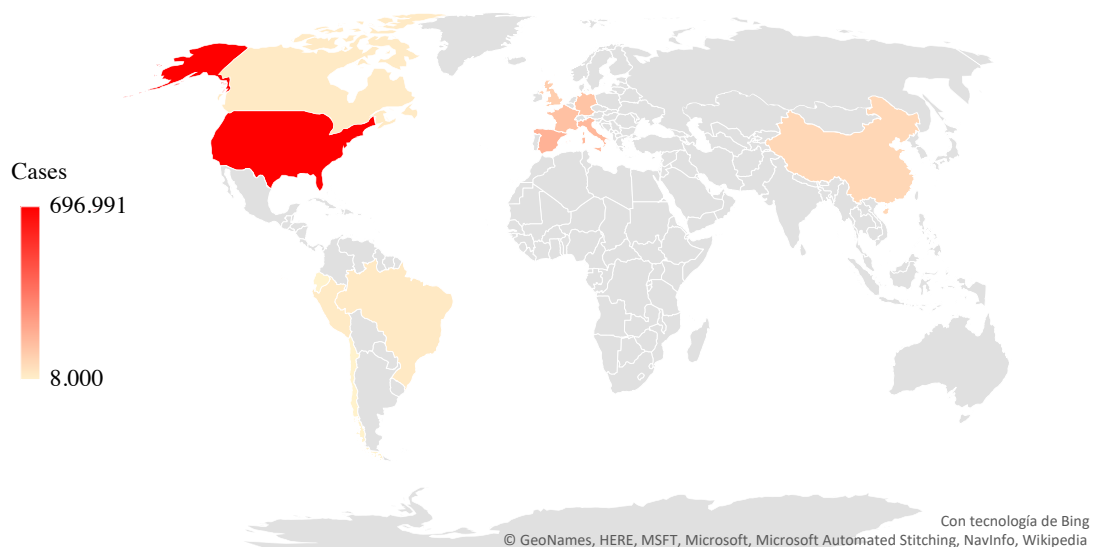 Cases
696.991
8.000
Con tecnología de Bing
© GeoNames, HERE, MSFT, Microsoft, Microsoft Automated Stitching, NavInfo, Wikipedia